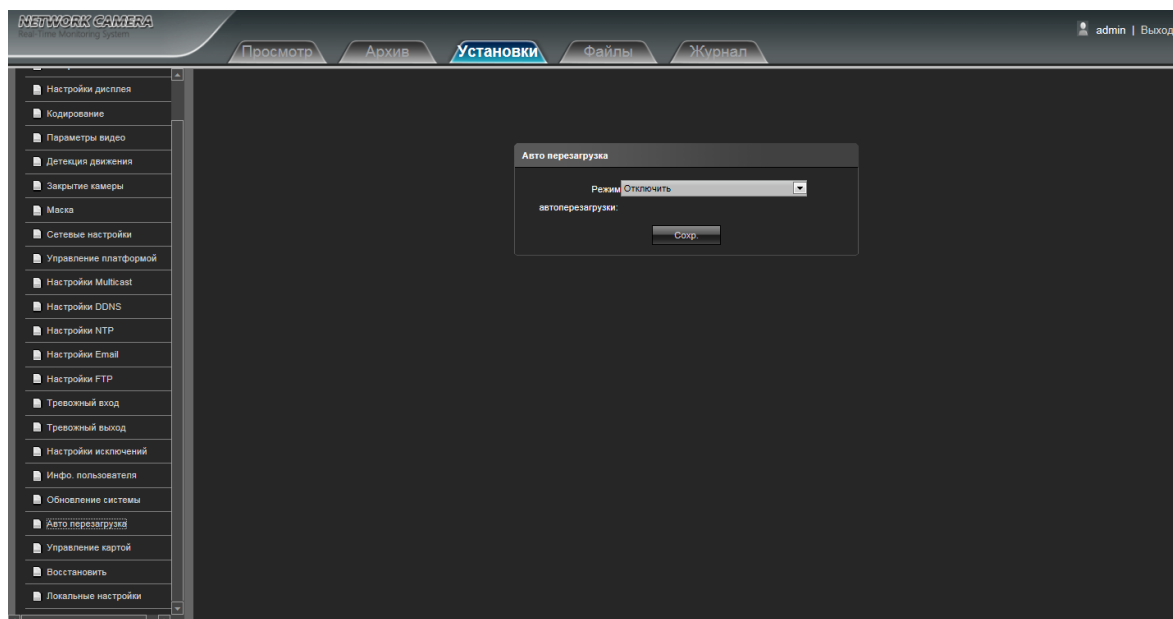 NETWORK CAMERA
Real-Time Monitoring System
admin | Выход
Просмотр Архив Установки Файлы Журнал
Настройки дисплея
Кодирование
Параметры видео
Детекция движения
Закрытие камеры
Маска
Сетевые настройки
Управление платформой
Настройки Multicast
Настройки DDNS
Настройки NTP
Настройки Email
Настройки FTP
Тревожный вход
Тревожный выход
Настройки исключений
Инфо. пользователя
Обновление системы
Авто перезагрузка
Управление картой
Восстановить
Локальные настройки
Авто перезагрузка
Режим Отключить
автоперезагрузки:
Сохр.